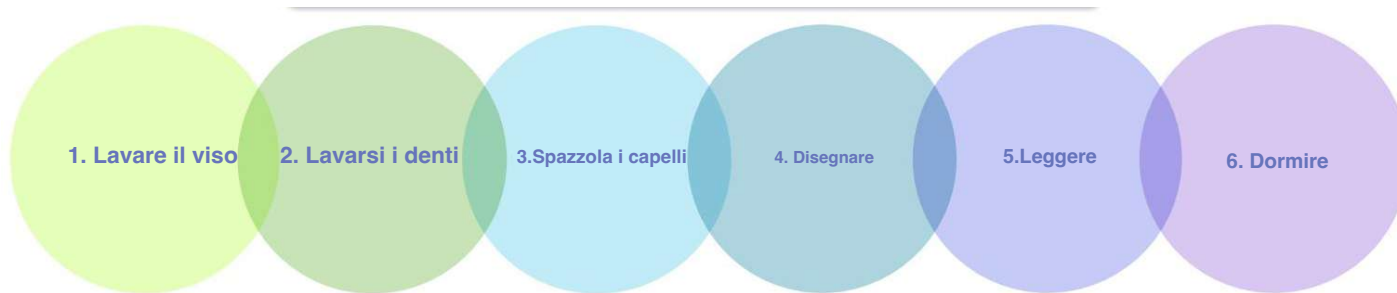 1. Lavare il viso
2. Lavarsi i denti
3.Spazzola i capelli
4. Disegnare
5.Leggere
6. Dormire